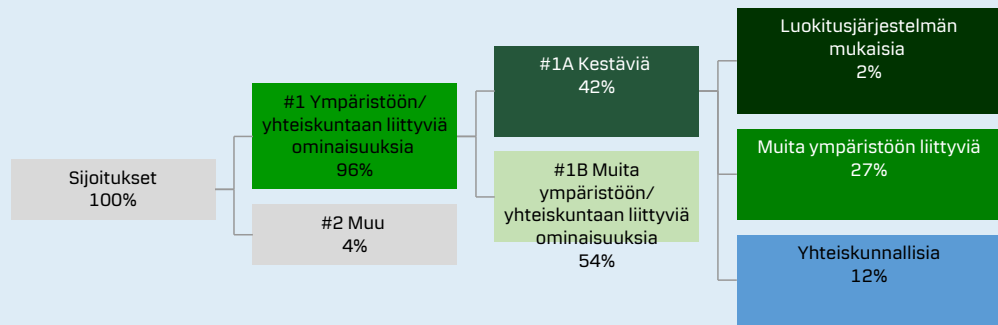 Sijoitukset
100%
#1 Ympäristöön/
yhteiskuntaan liittyviä
ominaisuuksia
96%
#2 Muu
4%
#1A Kestäviä
42%
#1B Muita
ympäristöön/
yhteiskuntaan liittyviä
ominaisuuksia
54%
Luokitusjärjestelmän
mukaisia
2%
Muita ympäristöön liittyviä
27%
Yhteiskunnallisia
12%